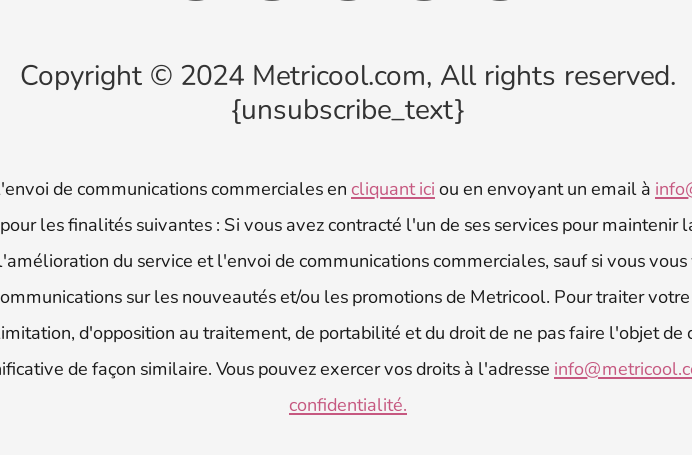 Copyright © 2024 Metricool.com, All rights reserved.
{unsubscribe_text}
l'envoi de communications commerciales en cliquant ici ou en envoyant un email à info@
pour les finalités suivantes : Si vous avez contracté l'un de ses services pour maintenir la
l'amélioration du service et l'envoi de communications commerciales, sauf si vous vous
ommunications sur les nouveautés et/ou les promotions de Metricool. Pour traiter votre
imitation, d'opposition au traitement, de portabilité et du droit de ne pas faire l'objet de
nificative de façon similaire. Vous pouvez exercer vos droits à l'adresse info@metricool.c
confidentialité.